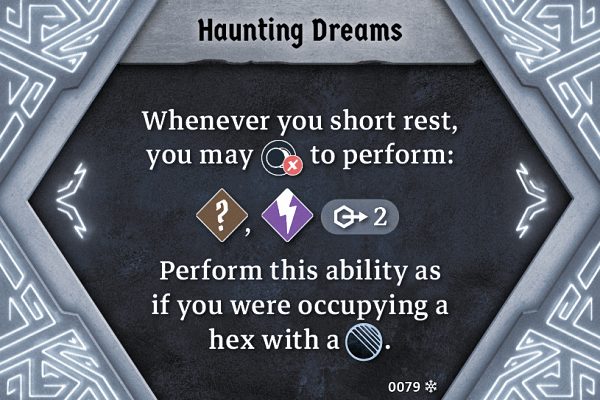 Haunting Dreams
Whenever you short rest,
you may to perform:
?, 2
Perform this ability as
if you were occupying a
hex with a .
0079